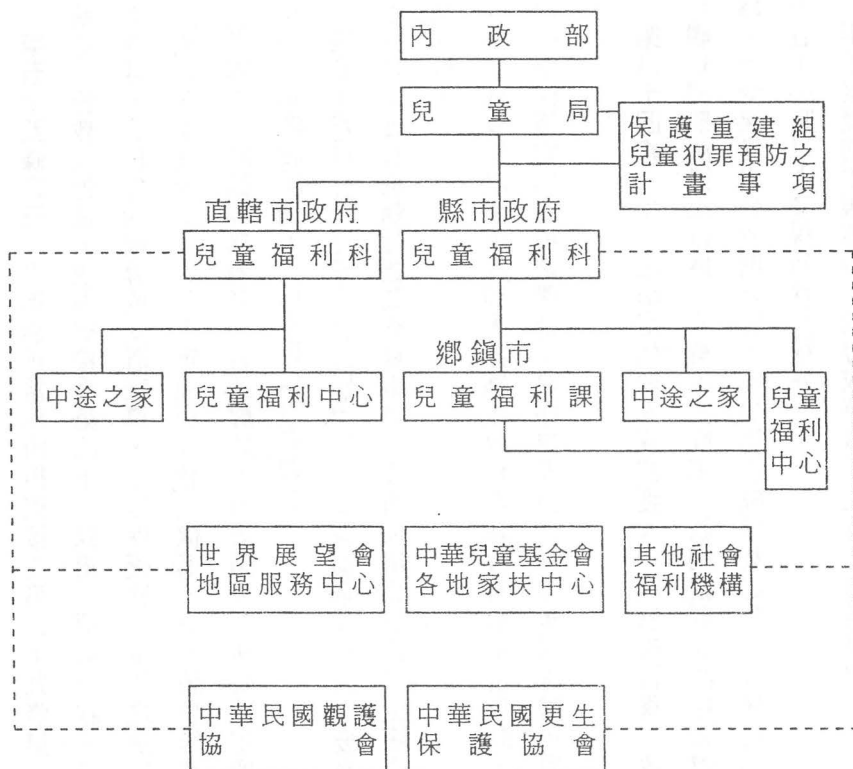 內政部
兒童局
保護重建組
兒童犯罪預防之
計畫事項
直轄市政府
縣市政府
兒童福利科
兒童福利科
鄉鎮市
中途之家
兒童福利中心
兒童福利課
中途之家
兒童
福利
中心
世界展望會
地區服務中心
中華兒童基金會
各地家扶中心
其他社會
福利機構
中華民國觀護
協會
中華民國更生
保護協會